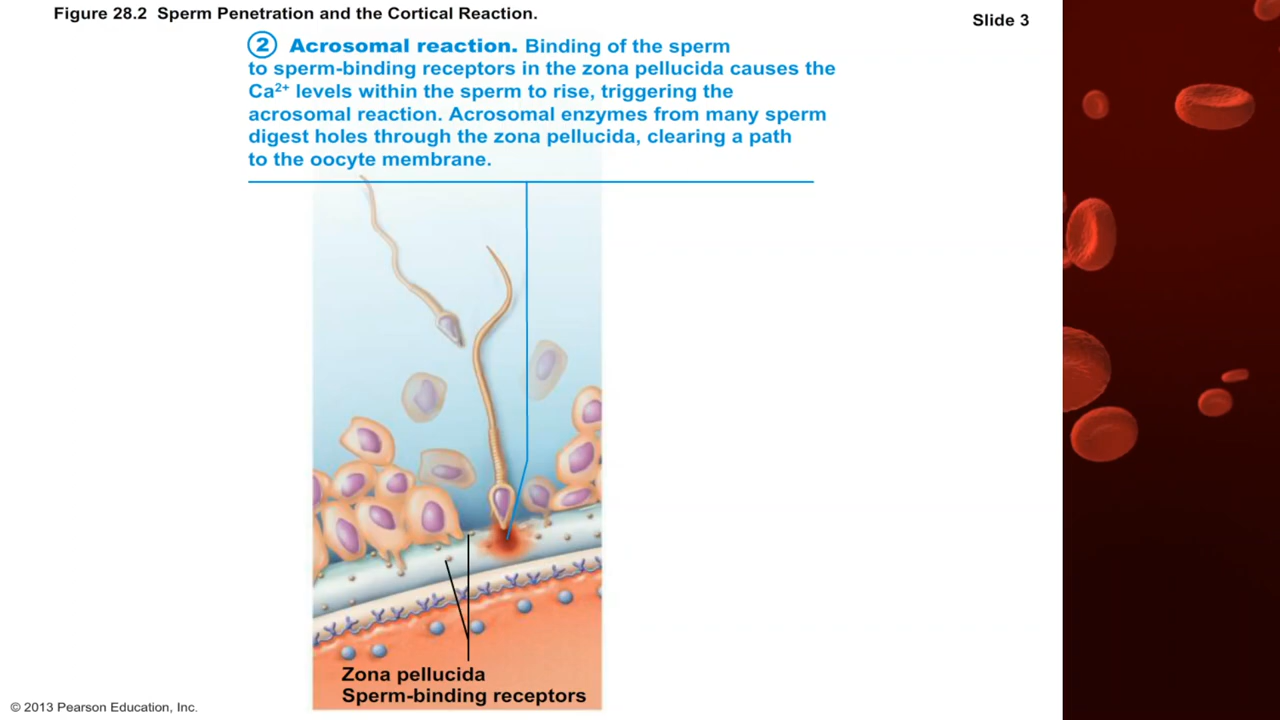 Figure 28.2 Sperm Penetration and the Cortical Reaction.
Slide 3
2 Acrosomal reaction. Binding of the sperm
to sperm-binding receptors in the zona pellucida causes the
Ca²⁺ levels within the sperm to rise, triggering the
acrosomal reaction. Acrosomal enzymes from many sperm
digest holes through the zona pellucida, clearing a path
to the oocyte membrane.
Zona pellucida
Sperm-binding receptors
© 2013 Pearson Education, Inc.